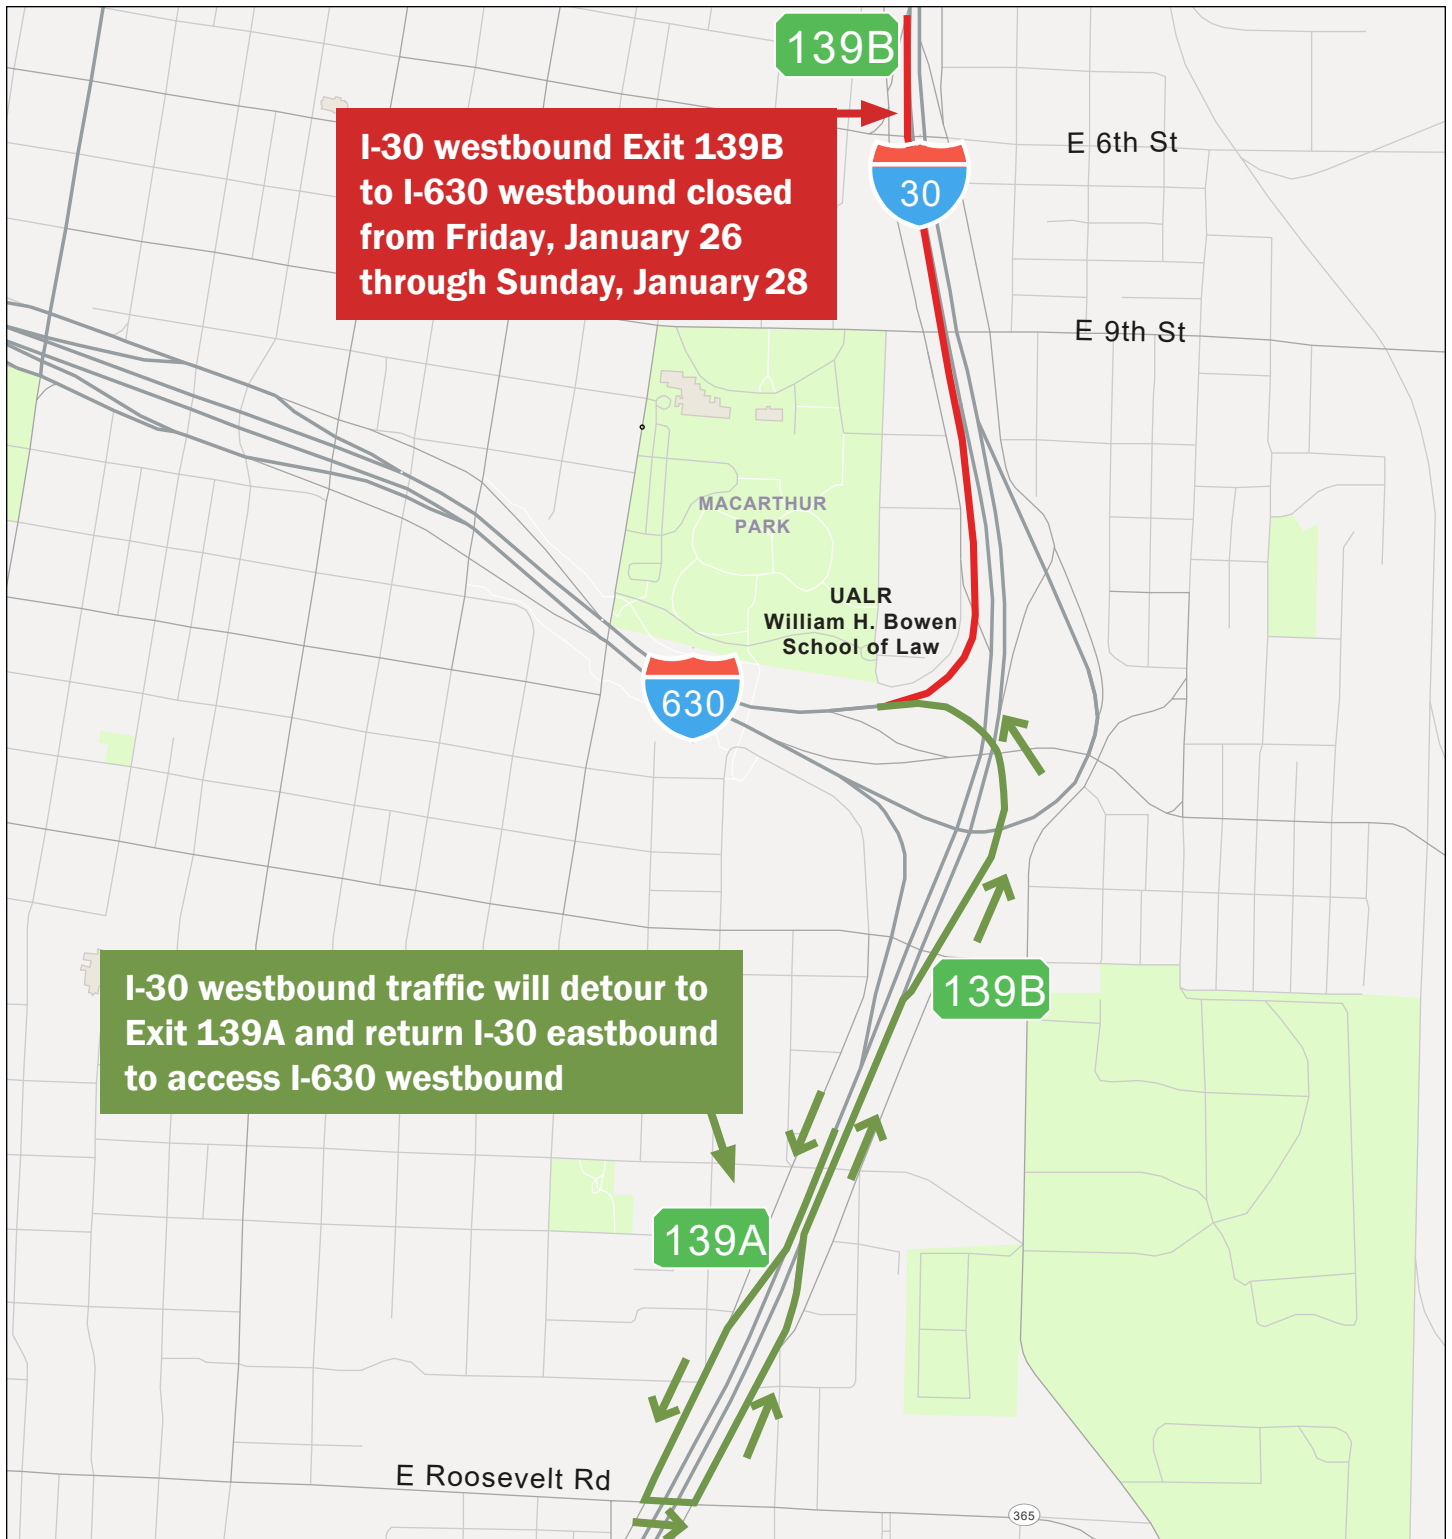 139B
I-30 westbound Exit 139B
to I-630 westbound closed
from Friday, January 26
through Sunday, January 28
E 6th St
30
E 9th St
MACARTHUR
PARK
UALR
William H. Bowen
School of Law
630
I-30 westbound traffic will detour to
Exit 139A and return I-30 eastbound
to access I-630 westbound
139B
139A
E Roosevelt Rd
365